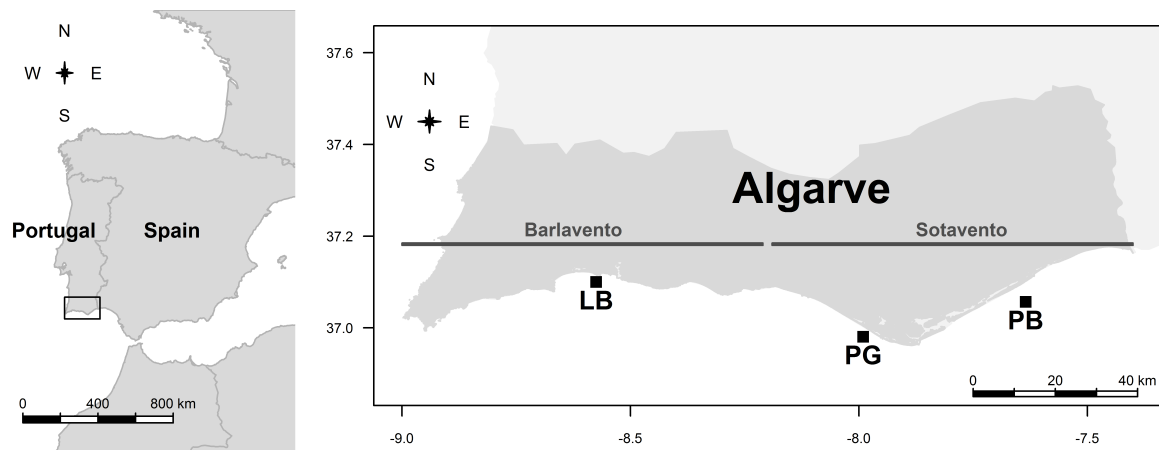 N
W E
S
Portugal Spain
0 400 800 km
37.6
37.4
37.2
37.0
N
W E
S
Algarve
Barlavento Sotavento
LB
PG
PB
0 20 40 km
-9.0 -8.5 -8.0 -7.5